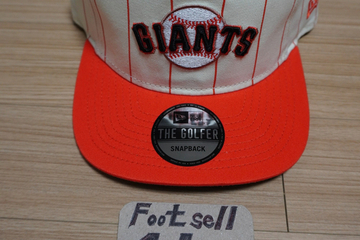 GIANTS
THE GOLFER
SNAPBACK
Foot sell